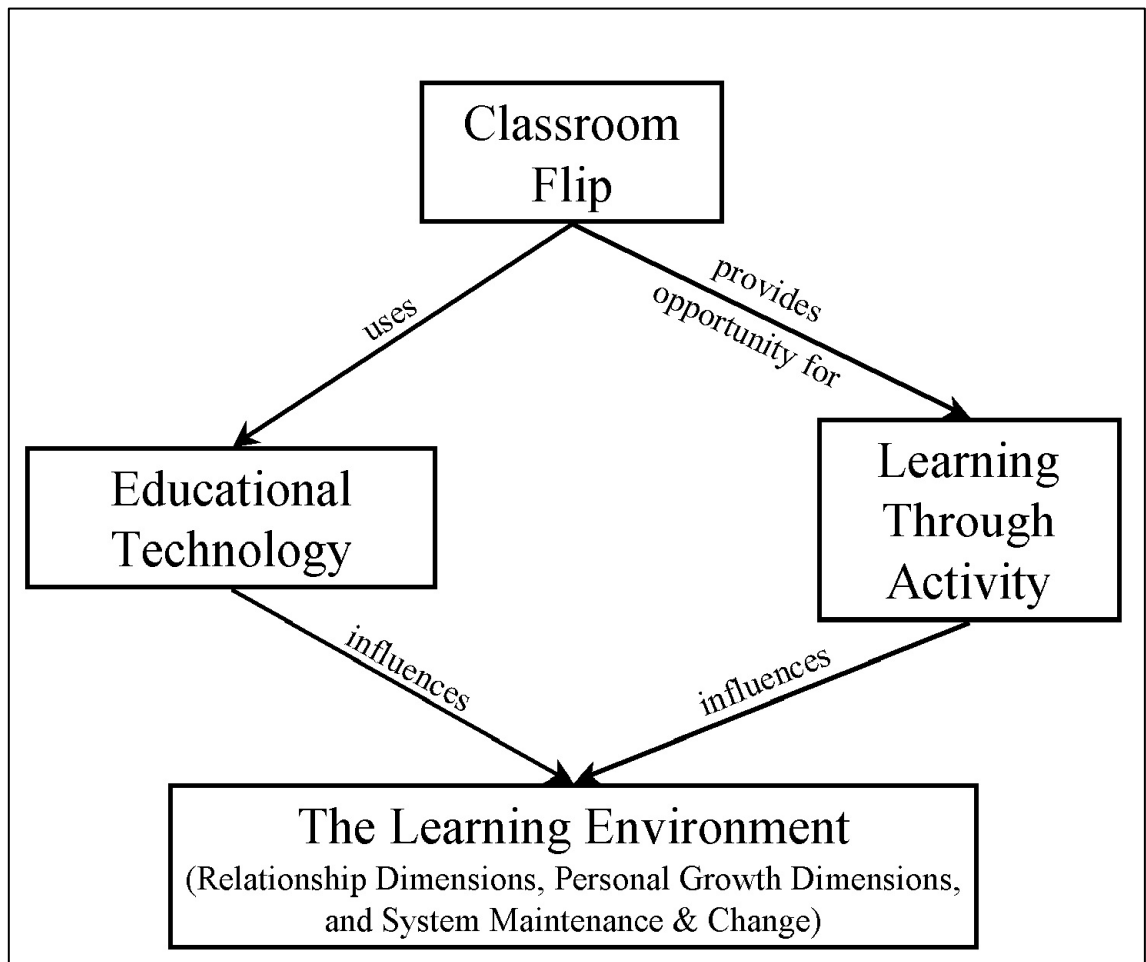 Classroom
Flip
uses
provides
opportunity for
Educational
Technology
Learning
Through
Activity
influences
influences
The Learning Environment
(Relationship Dimensions, Personal Growth Dimensions,
and System Maintenance & Change)